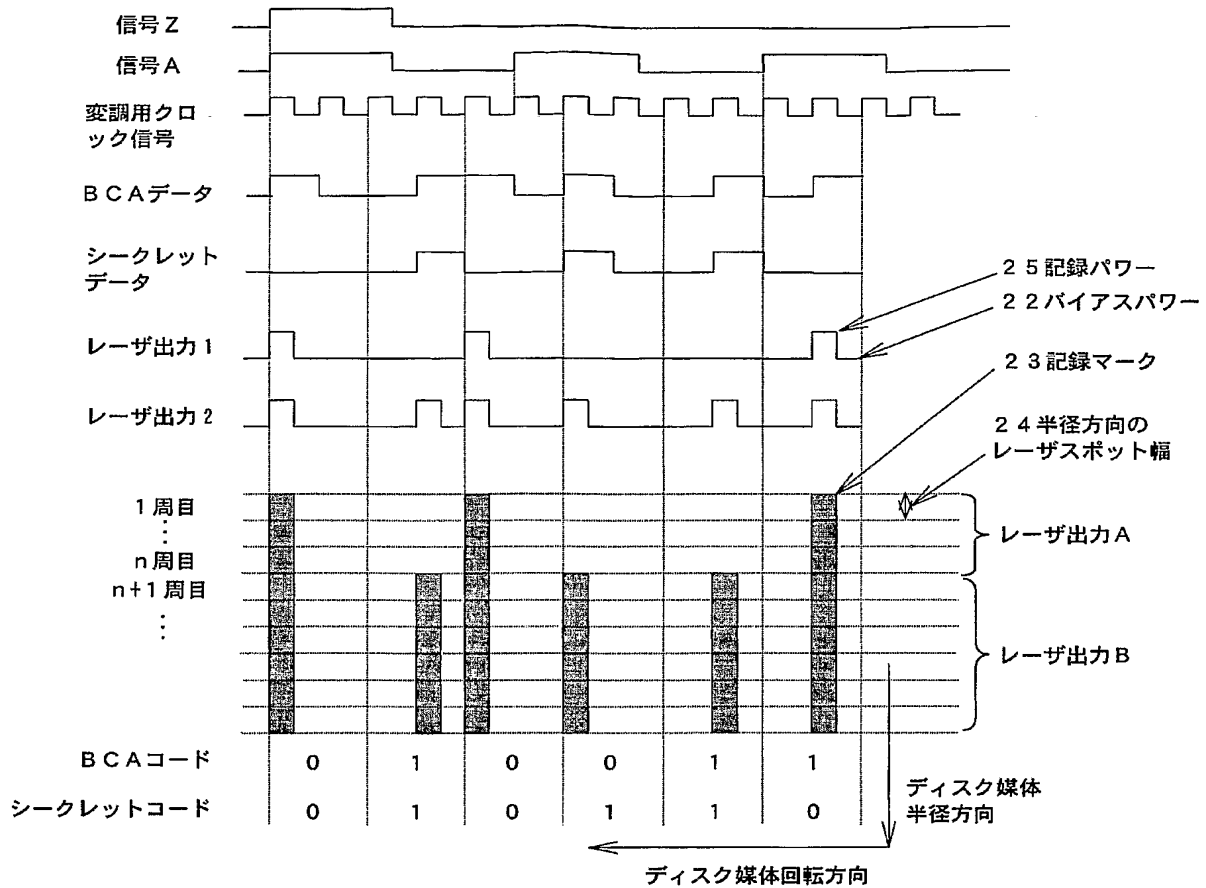 信号Z
信号A
変調用クロ
ック信号
BCAデータ
シークレット
データ
２５記録パワー
２２バイアスパワー
レーザ出力１
２３記録マーク
レーザ出力２
２４半径方向の
レーザスポット幅
１周目
⋮
n周目
n+1周目
⋮
レーザ出力A
レーザ出力B
BCAコード 0 1 0 0 1 1
シークレットコード 0 1 0 1 1 0
ディスク媒体
半径方向
ディスク媒体回転方向